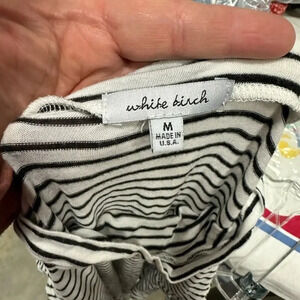 white birch
M
MADE IN
U.S.A.